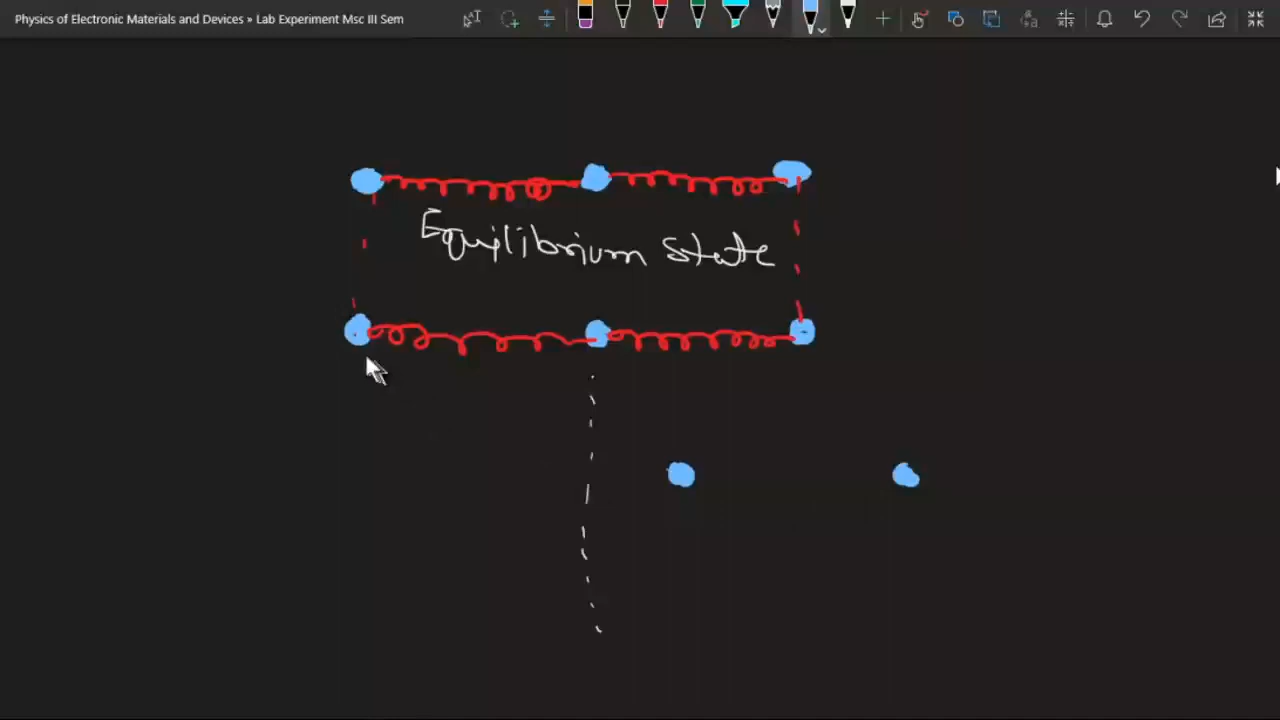 Physics of Electronic Materials and Devices » Lab Experiment Msc III Sem
Equilibrium State